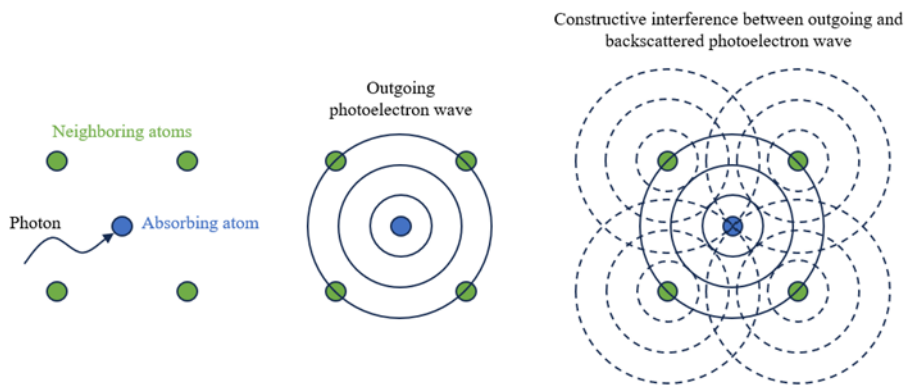 Constructive interference between outgoing and
backscattered photoelectron wave
Outgoing
photoelectron wave
Neighboring atoms
Photon
Absorbing atom